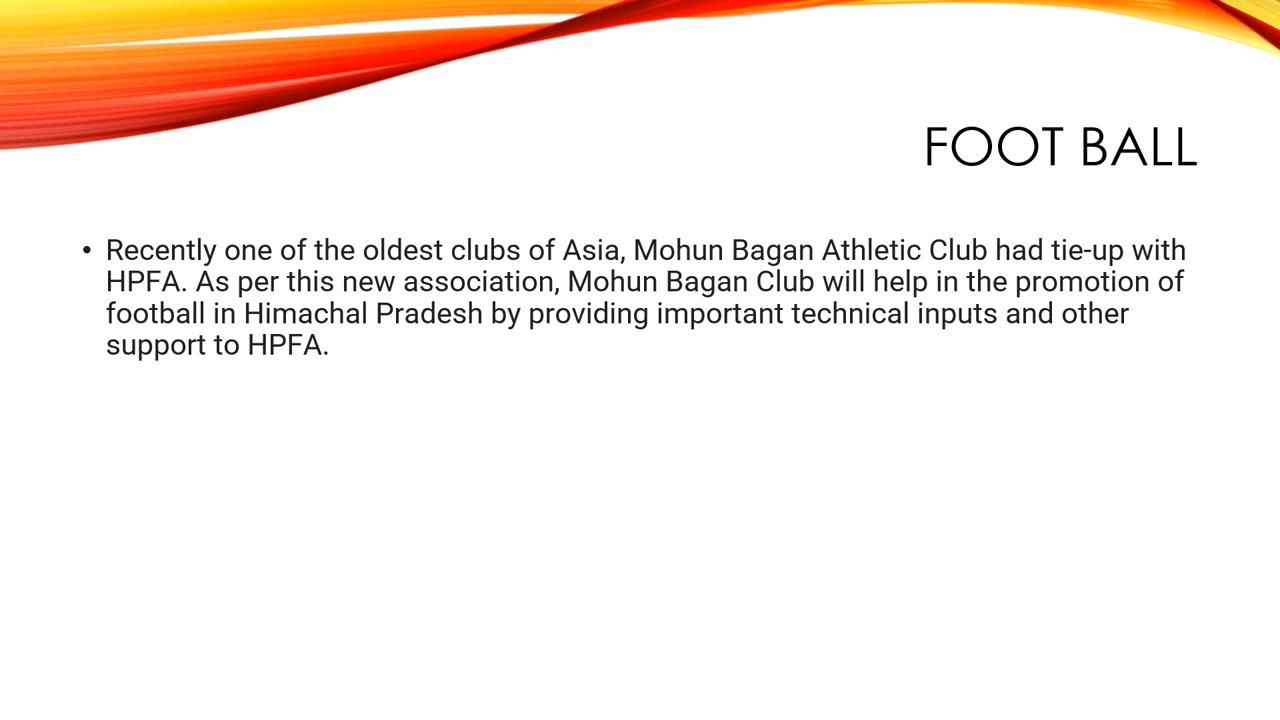 FOOT BALL
• Recently one of the oldest clubs of Asia, Mohun Bagan Athletic Club had tie-up with
HPFA. As per this new association, Mohun Bagan Club will help in the promotion of
football in Himachal Pradesh by providing important technical inputs and other
support to HPFA.